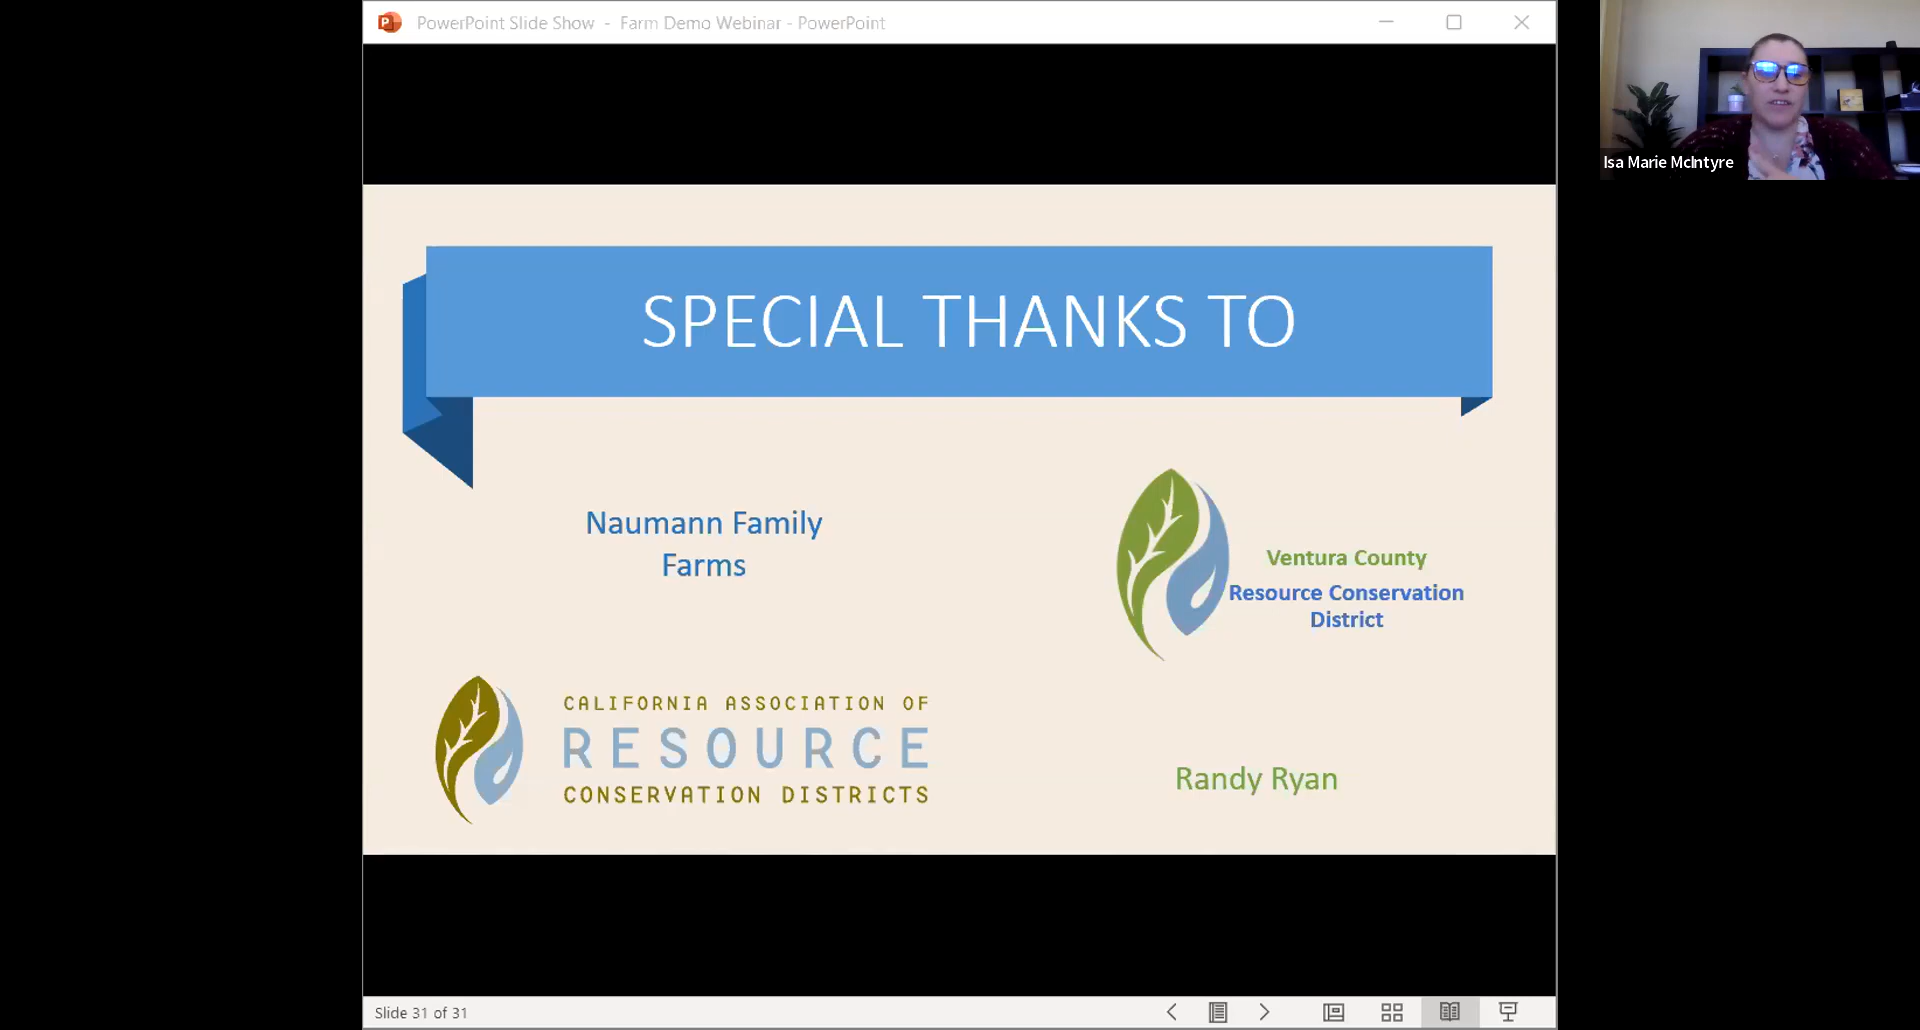 PowerPoint Slide Show - Farm Demo Webinar - PowerPoint
Isa Marie McIntyre
SPECIAL THANKS TO
Naumann Family
Farms
Ventura County
Resource Conservation
District
CALIFORNIA ASSOCIATION OF
RESOURCE
CONSERVATION DISTRICTS
Randy Ryan
Slide 31 of 31